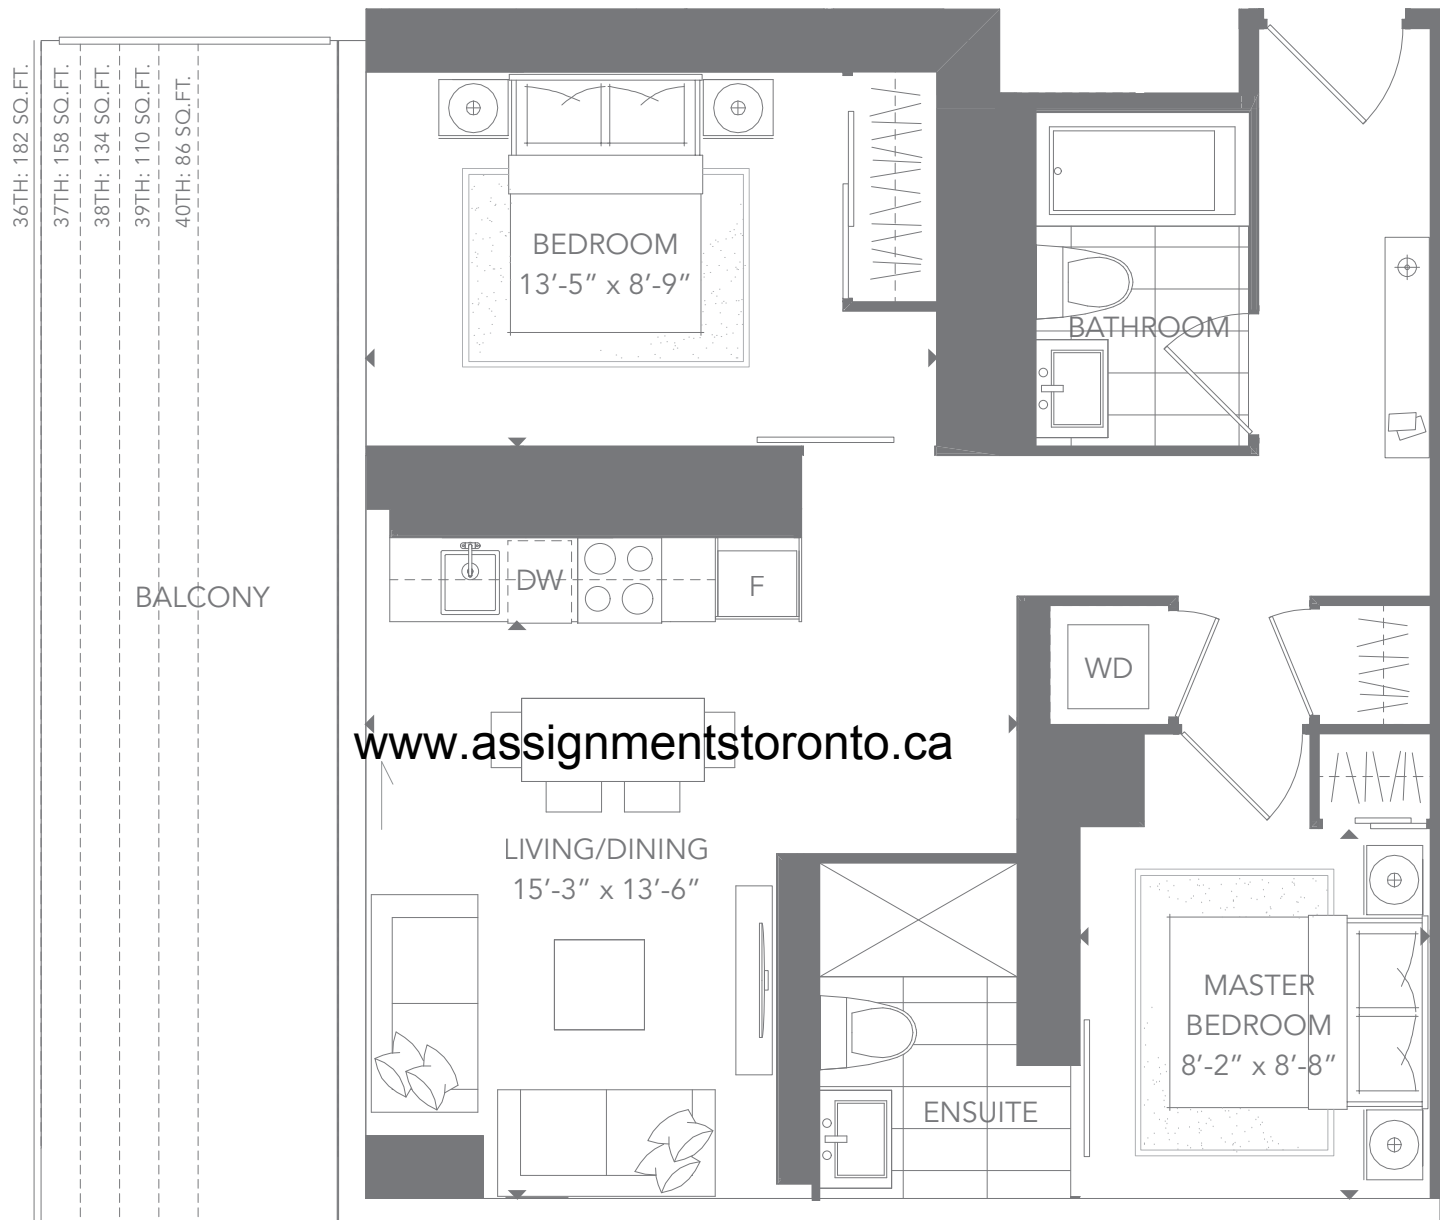 36TH: 182 SQ.FT.
37TH: 158 SQ.FT.
38TH: 134 SQ.FT.
39TH: 110 SQ.FT.
40TH: 86 SQ.FT.
BEDROOM
13’-5” x 8’-9”
BATHROOM
BALCONY
DW
F
WD
www.assignmentstoronto.ca
LIVING/DINING
15’-3” x 13’-6”
MASTER
BEDROOM
8’-2” x 8’-8”
ENSUITE